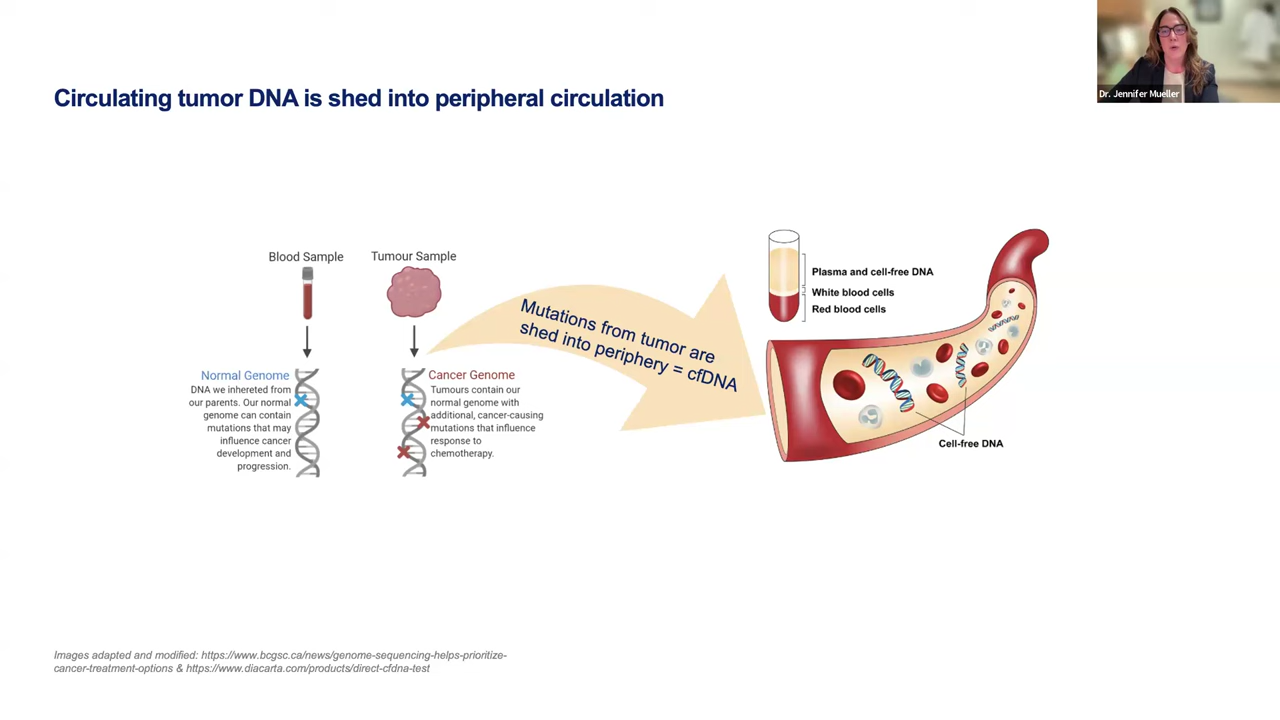 Dr. Jennifer Mueller
Circulating tumor DNA is shed into peripheral circulation
Blood Sample
Tumour Sample
Normal Genome
DNA we inhereted from
our parents. Our normal
genome can contain
mutations that may
influence cancer
development and
progression.
Cancer Genome
Tumours contain our
normal genome with
additional, cancer-causing
mutations that influence
response to
chemotherapy.
Mutations from tumor are
shed into periphery = cfDNA
Plasma and cell-free DNA
White blood cells
Red blood cells
Cell-free DNA
Images adapted and modified: https://www.bcgsc.ca/news/genome-sequencing-helps-prioritize-
cancer-treatment-options & https://www.diacarta.com/products/direct-cfdna-test